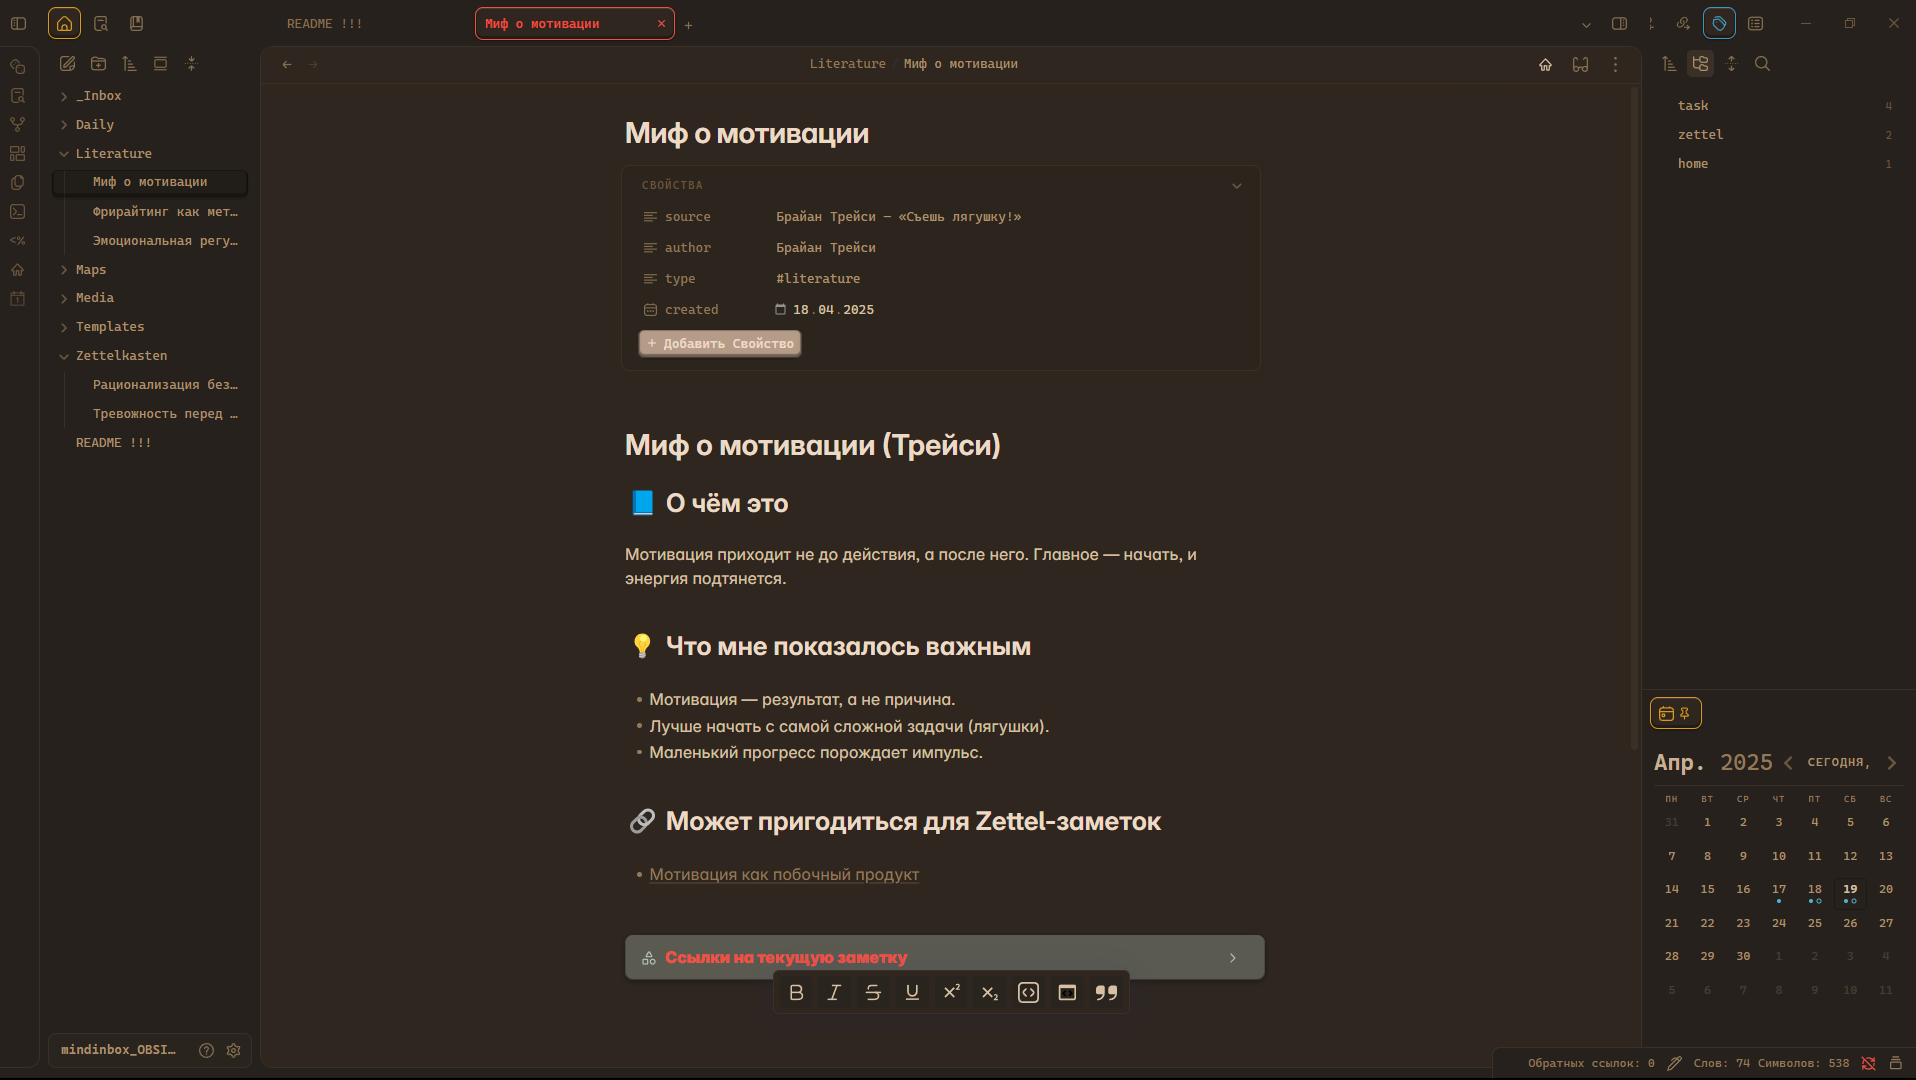 README !!!
Миф о мотивации
Literature / Миф о мотивации
_Inbox
Daily
Literature
Миф о мотивации
Фрирайтинг как мет…
Эмоциональная регу…
Maps
Media
Templates
Zettelkasten
Рационализация без…
Тревожность перед …
README !!!
mindinbox_OBSI…
Миф о мотивации
СВОЙСТВА
source Брайан Трейси — «Съешь лягушку!»
author Брайан Трейси
type #literature
created 18.04.2025
+ Добавить Свойство
Миф о мотивации (Трейси)
📘 О чём это
Мотивация приходит не до действия, а после него. Главное — начать, и
энергия подтянется.
💡 Что мне показалось важным
• Мотивация — результат, а не причина.
• Лучше начать с самой сложной задачи (лягушки).
• Маленький прогресс порождает импульс.
🔗 Может пригодиться для Zettel-заметок
• Мотивация как побочный продукт
Ссылки на текущую заметку
B I S U X² X₂
task 4
zettel 2
home 1
Апр. 2025 СЕГОДНЯ,
ПН ВТ СР ЧТ ПТ СБ ВС
31 1 2 3 4 5 6
7 8 9 10 11 12 13
14 15 16 17 18 19 20
21 22 23 24 25 26 27
28 29 30 1 2 3 4
5 6 7 8 9 10 11
Обратных ссылок: 0 Слов: 74 Символов: 538